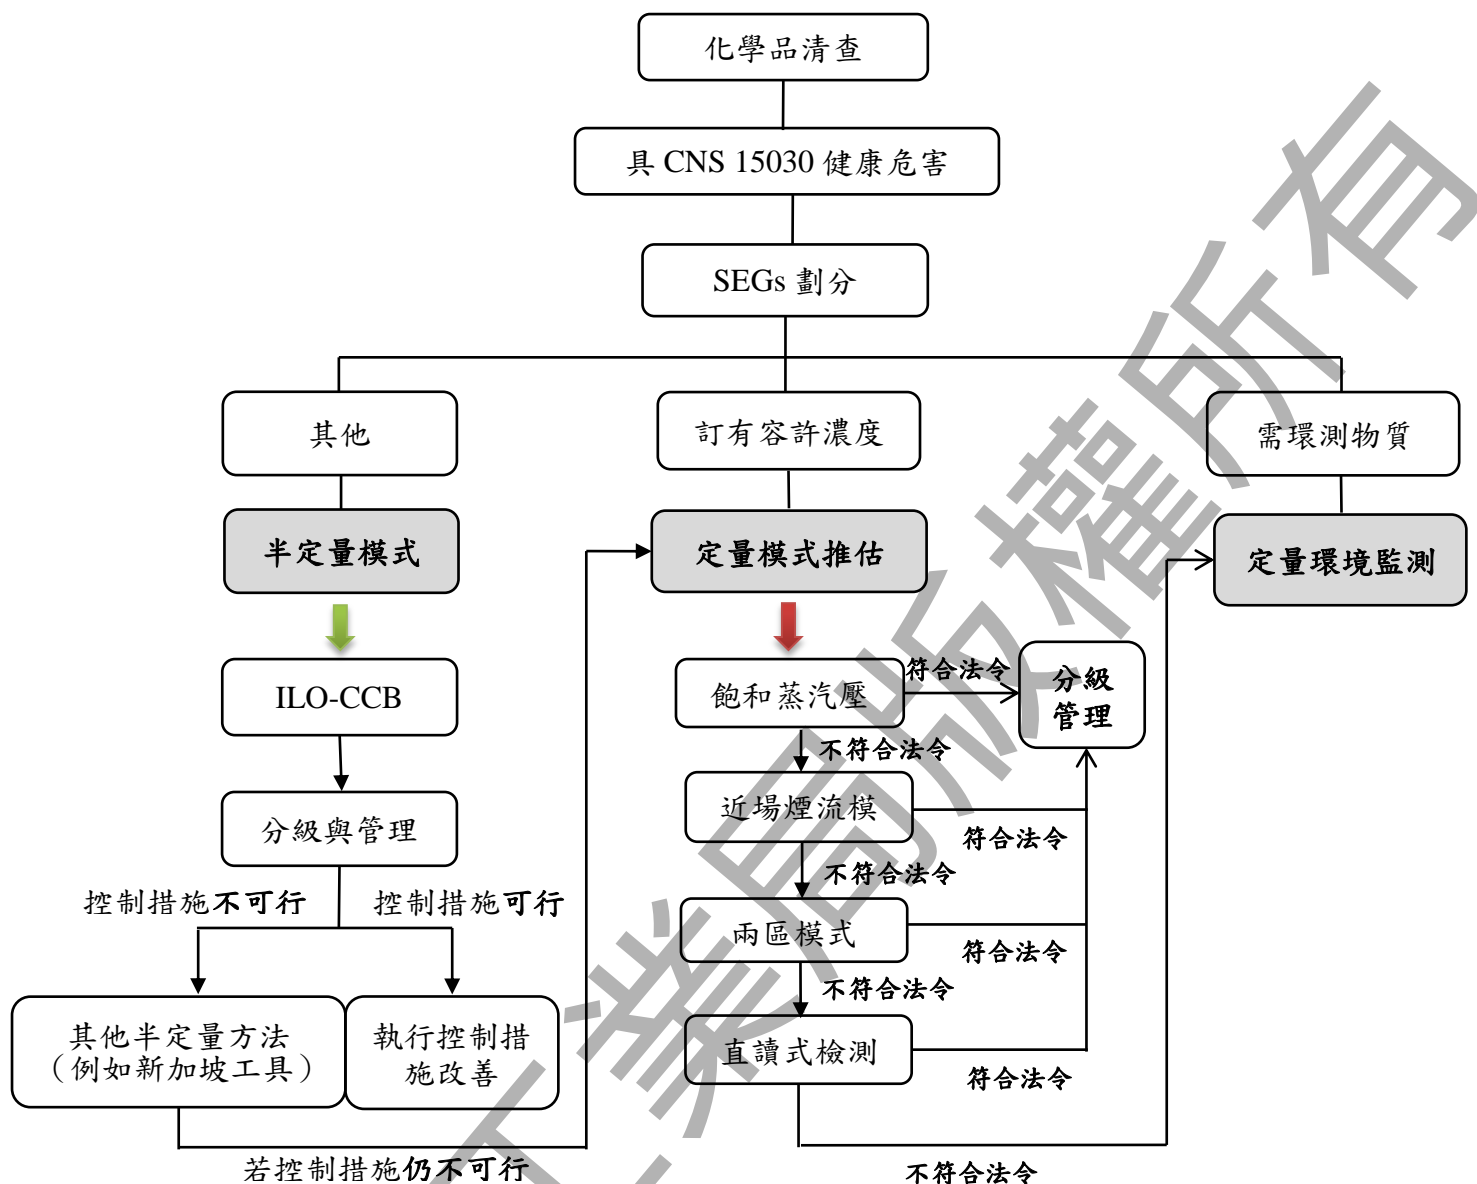 化學品清查
具 CNS 15030 健康危害
SEGs 劃分
其他
訂有容許濃度
需環測物質
半定量模式
定量模式推估
定量環境監測
ILO-CCB
飽和蒸汽壓
符合法令
分級
管理
不符合法令
分級與管理
近場煙流模
符合法令
不符合法令
控制措施不可行
控制措施可行
兩區模式
符合法令
不符合法令
其他半定量方法
（例如新加坡工具）
執行控制措
施改善
直讀式檢測
符合法令
若控制措施仍不可行
不符合法令
工業局版權所有